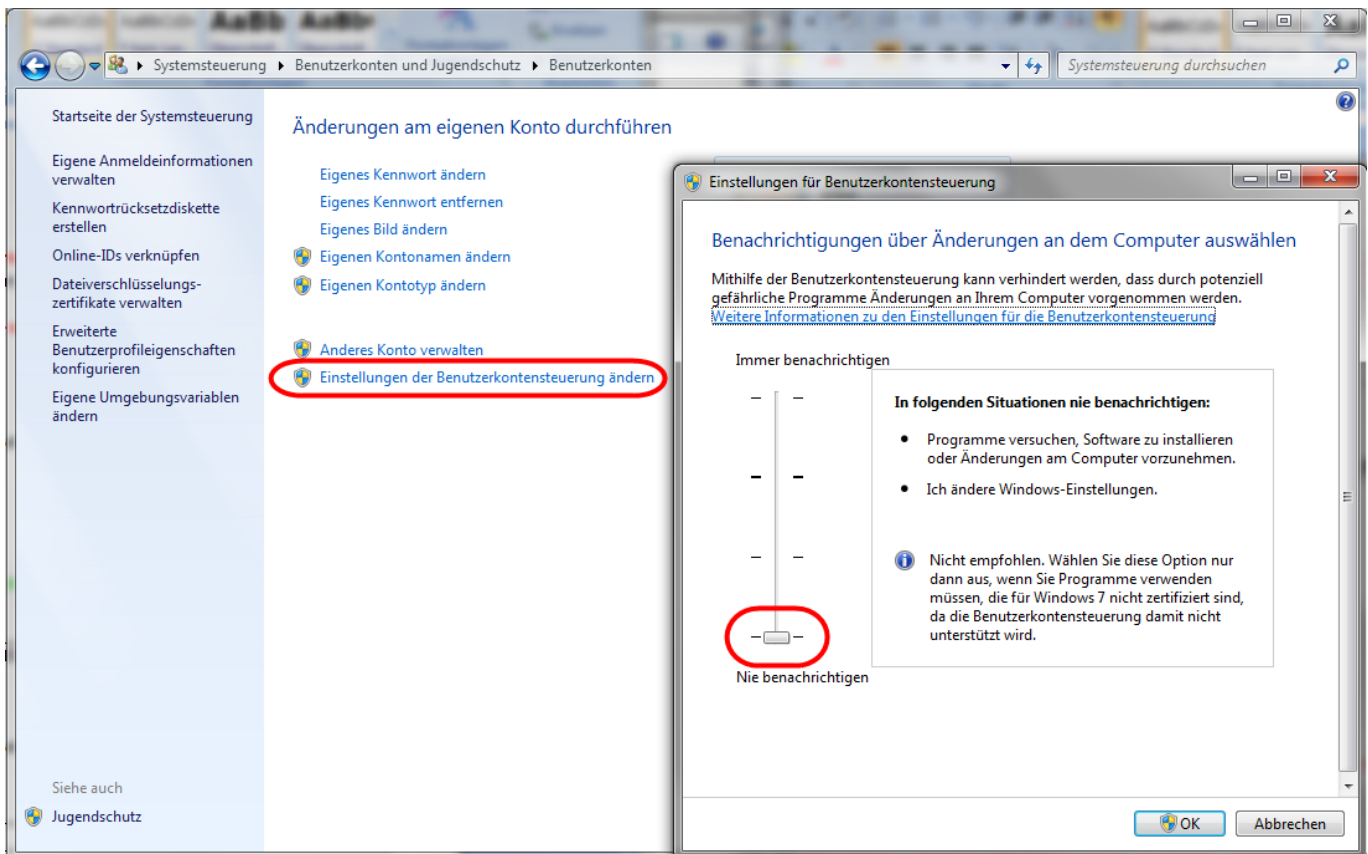 AaBb AaBb
Systemsteuerung Benutzerkonten und Jugendschutz Benutzerkonten
Systemsteuerung durchsuchen
Startseite der Systemsteuerung
Eigene Anmeldeinformationen
verwalten
Kennwortrücksetzdiskette
erstellen
Online-IDs verknüpfen
Dateiverschlüsselungs-
zertifikate verwalten
Erweiterte
Benutzerprofileigenschaften
konfigurieren
Eigene Umgebungsvariablen
ändern
Siehe auch
Jugendschutz
Änderungen am eigenen Konto durchführen
Eigenes Kennwort ändern
Eigenes Kennwort entfernen
Eigenes Bild ändern
Eigenen Kontonamen ändern
Eigenen Kontotyp ändern
Anderes Konto verwalten
Einstellungen der Benutzerkontensteuerung ändern
Einstellungen für Benutzerkontensteuerung
Benachrichtigungen über Änderungen an dem Computer auswählen
Mithilfe der Benutzerkontensteuerung kann verhindert werden, dass durch potenziell
gefährliche Programme Änderungen an Ihrem Computer vorgenommen werden.
Weitere Informationen zu den Einstellungen für die Benutzerkontensteuerung
Immer benachrichtigen
In folgenden Situationen nie benachrichtigen:
• Programme versuchen, Software zu installieren
oder Änderungen am Computer vorzunehmen.
• Ich ändere Windows-Einstellungen.
Nicht empfohlen. Wählen Sie diese Option nur
dann aus, wenn Sie Programme verwenden
müssen, die für Windows 7 nicht zertifiziert sind,
da die Benutzerkontensteuerung damit nicht
unterstützt wird.
Nie benachrichtigen
OK
Abbrechen